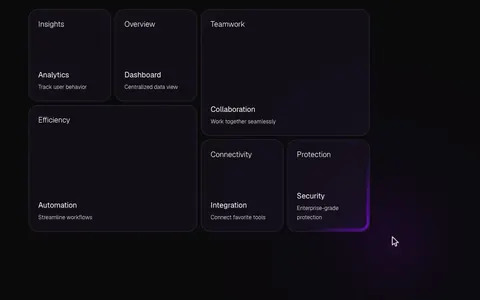 Insights
Analytics
Track user behavior
Overview
Dashboard
Centralized data view
Teamwork
Collaboration
Work together seamlessly
Efficiency
Automation
Streamline workflows
Connectivity
Integration
Connect favorite tools
Protection
Security
Enterprise-grade
protection